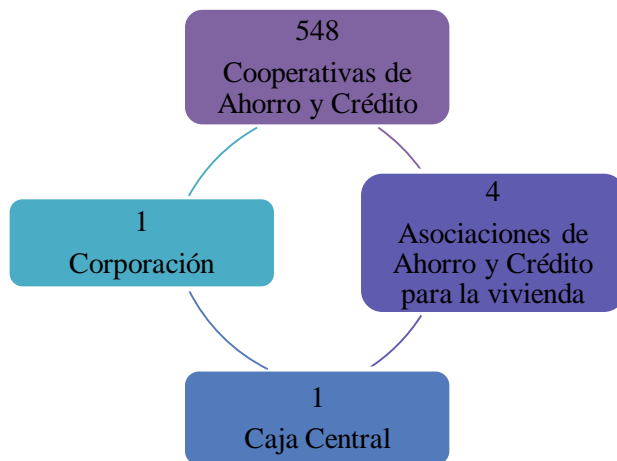 548
Cooperativas de
Ahorro y Crédito
4
Asociaciones de
Ahorro y Crédito
para la vivienda
1
Caja Central
1
Corporación